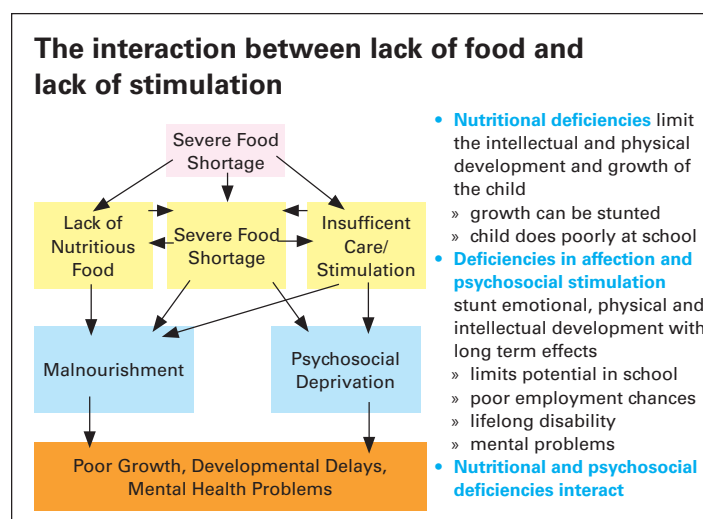 The interaction between lack of food and
lack of stimulation
Severe Food
Shortage
Lack of
Nutritious
Food
Severe Food
Shortage
Insufficent
Care/
Stimulation
Malnourishment
Psychosocial
Deprivation
Poor Growth, Developmental Delays,
Mental Health Problems
• Nutritional deficiencies limit
the intellectual and physical
development and growth of
the child
» growth can be stunted
» child does poorly at school
• Deficiencies in affection and
psychosocial stimulation
stunt emotional, physical and
intellectual development with
long term effects
» limits potential in school
» poor employment chances
» lifelong disability
» mental problems
• Nutritional and psychosocial
deficiencies interact